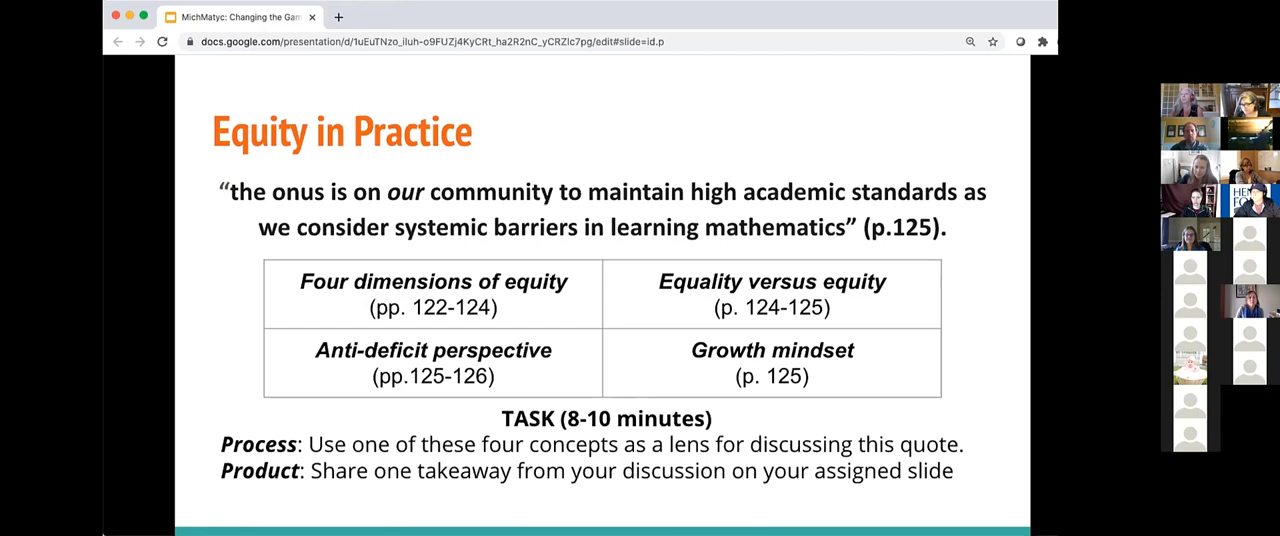 MichMatyc: Changing the Gam
docs.google.com/presentation/d/1uEuTNzo_iluh-o9FUZj4KyCRt_ha2R2nC_yCRZlc7pg/edit#slide=id.p
Equity in Practice
“the onus is on our community to maintain high academic standards as
we consider systemic barriers in learning mathematics” (p.125).
Four dimensions of equity
(pp. 122-124)
Equality versus equity
(p. 124-125)
Anti-deficit perspective
(pp.125-126)
Growth mindset
(p. 125)
TASK (8-10 minutes)
Process: Use one of these four concepts as a lens for discussing this quote.
Product: Share one takeaway from your discussion on your assigned slide